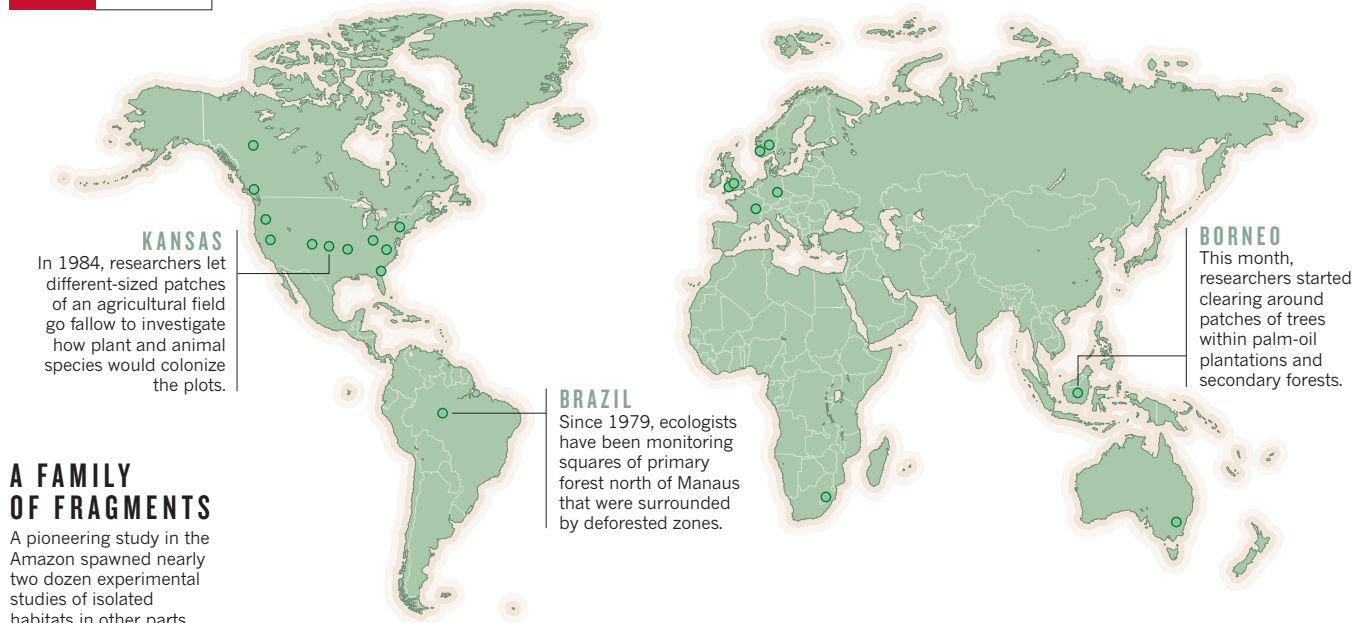 KANSAS
In 1984, researchers let
different-sized patches
of an agricultural field
go fallow to investigate
how plant and animal
species would colonize
the plots.
BRAZIL
Since 1979, ecologists
have been monitoring
squares of primary
forest north of Manaus
that were surrounded
by deforested zones.
BORNEO
This month,
researchers started
clearing around
patches of trees
within palm-oil
plantations and
secondary forests.
A FAMILY
OF FRAGMENTS
A pioneering study in the
Amazon spawned nearly
two dozen experimental
studies of isolated
habitats in other parts